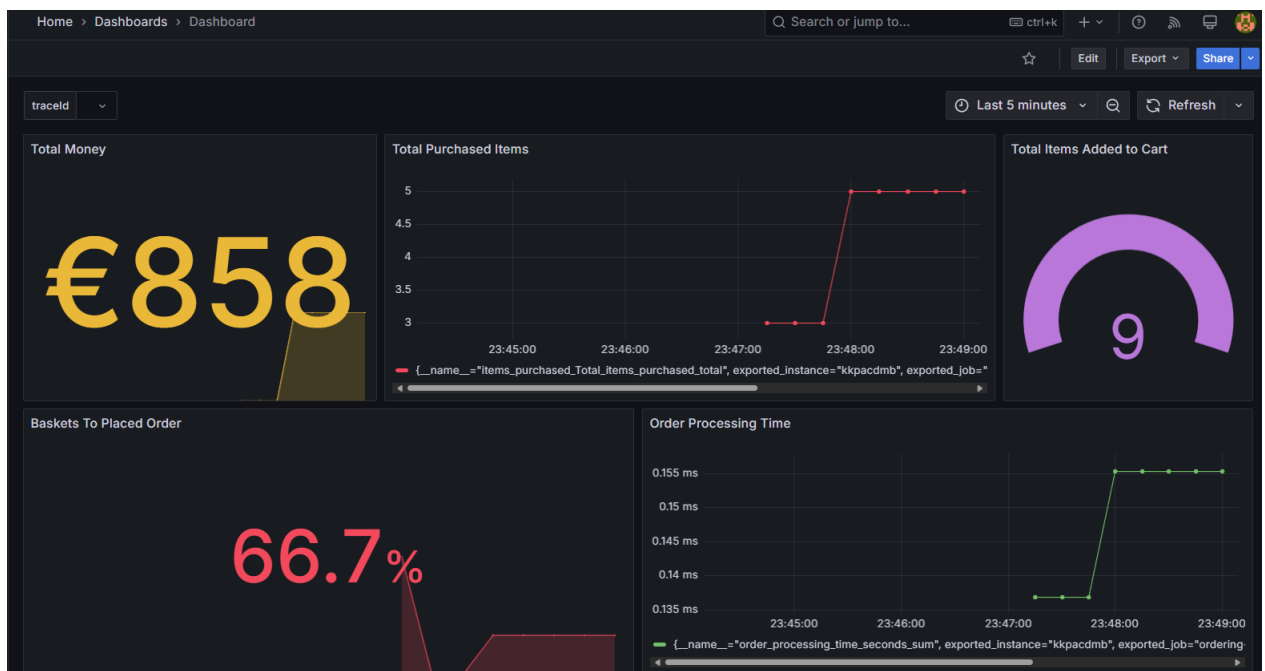 Home > Dashboards > Dashboard
Search or jump to...
ctrl+k
Edit
Export
Share
traceId
Last 5 minutes
Refresh
Total Money
€858
Total Purchased Items
5
4.5
4
3.5
3
23:45:00 23:46:00 23:47:00 23:48:00 23:49:00
{__name__="items_purchased_Total_items_purchased_total", exported_instance="kkpacdmb", exported_job="
Total Items Added to Cart
9
Baskets To Placed Order
66.7%
Order Processing Time
0.155 ms
0.15 ms
0.145 ms
0.14 ms
0.135 ms
23:45:00 23:46:00 23:47:00 23:48:00 23:49:00
{__name__="order_processing_time_seconds_sum", exported_instance="kkpacdmb", exported_job="ordering-